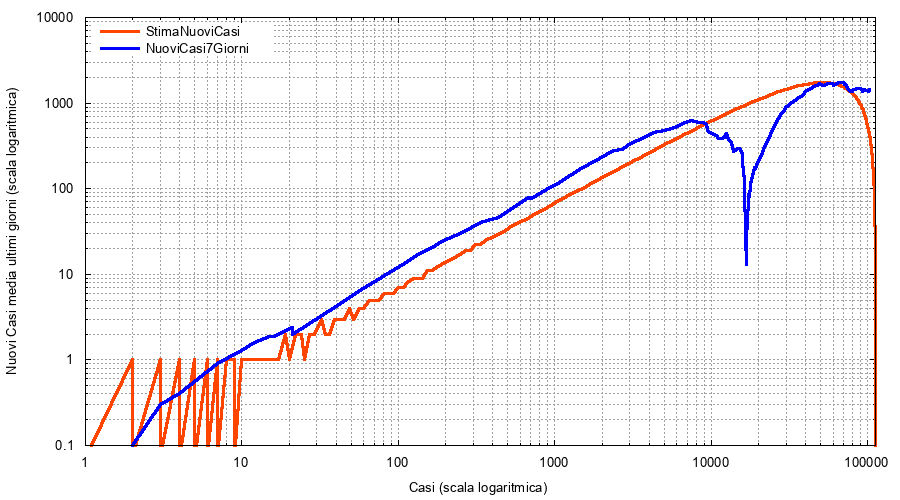 10000
1000
100
10
1
0.1
StimaNuoviCasi
NuoviCasi7Giorni
Nuovi Casi media ultimi giorni (scala logaritmica)
1 10 100 1000 10000 100000
Casi (scala logaritmica)